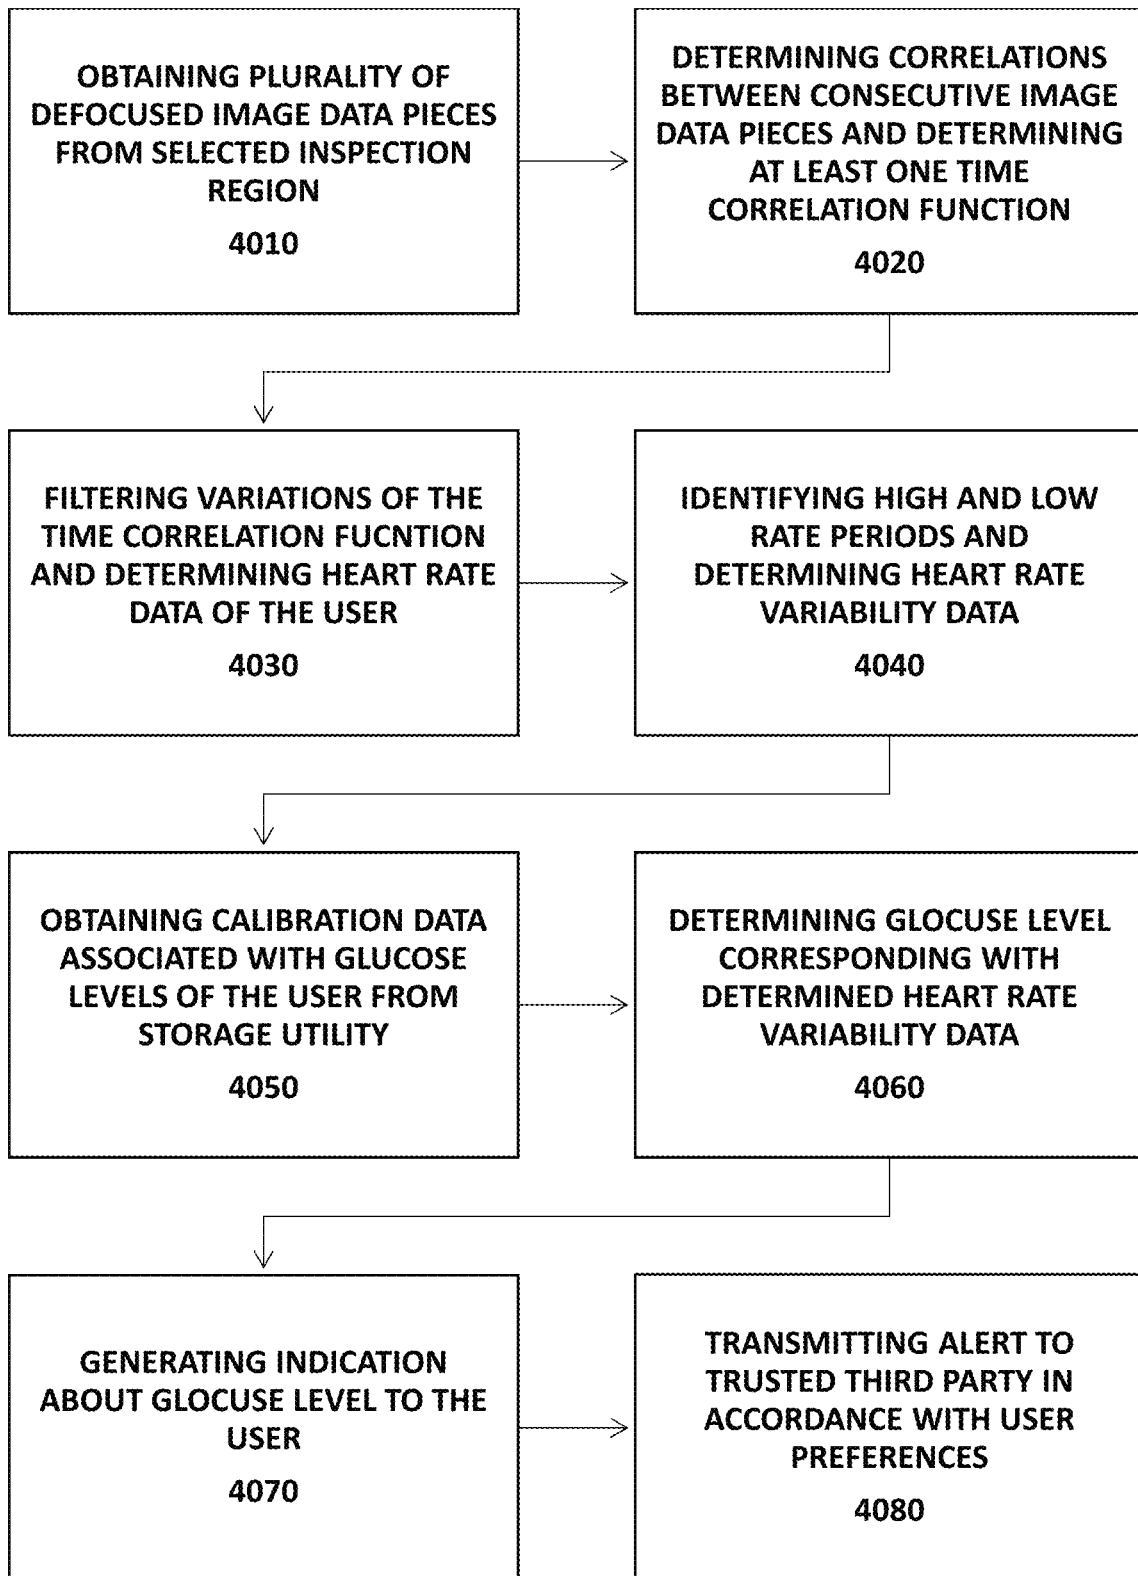 OBTAINING PLURALITY OF
DEFOCUSED IMAGE DATA PIECES
FROM SELECTED INSPECTION
REGION
4010
DETERMINING CORRELATIONS
BETWEEN CONSECUTIVE IMAGE
DATA PIECES AND DETERMINING
AT LEAST ONE TIME
CORRELATION FUNCTION
4020
FILTERING VARIATIONS OF THE
TIME CORRELATION FUCNTION
AND DETERMINING HEART RATE
DATA OF THE USER
4030
IDENTIFYING HIGH AND LOW
RATE PERIODS AND
DETERMINING HEART RATE
VARIABILITY DATA
4040
OBTAINING CALIBRATION DATA
ASSOCIATED WITH GLUCOSE
LEVELS OF THE USER FROM
STORAGE UTILITY
4050
DETERMINING GLOCUSE LEVEL
CORRESPONDING WITH
DETERMINED HEART RATE
VARIABILITY DATA
4060
GENERATING INDICATION
ABOUT GLOCUSE LEVEL TO THE
USER
4070
TRANSMITTING ALERT TO
TRUSTED THIRD PARTY IN
ACCORDANCE WITH USER
PREFERENCES
4080